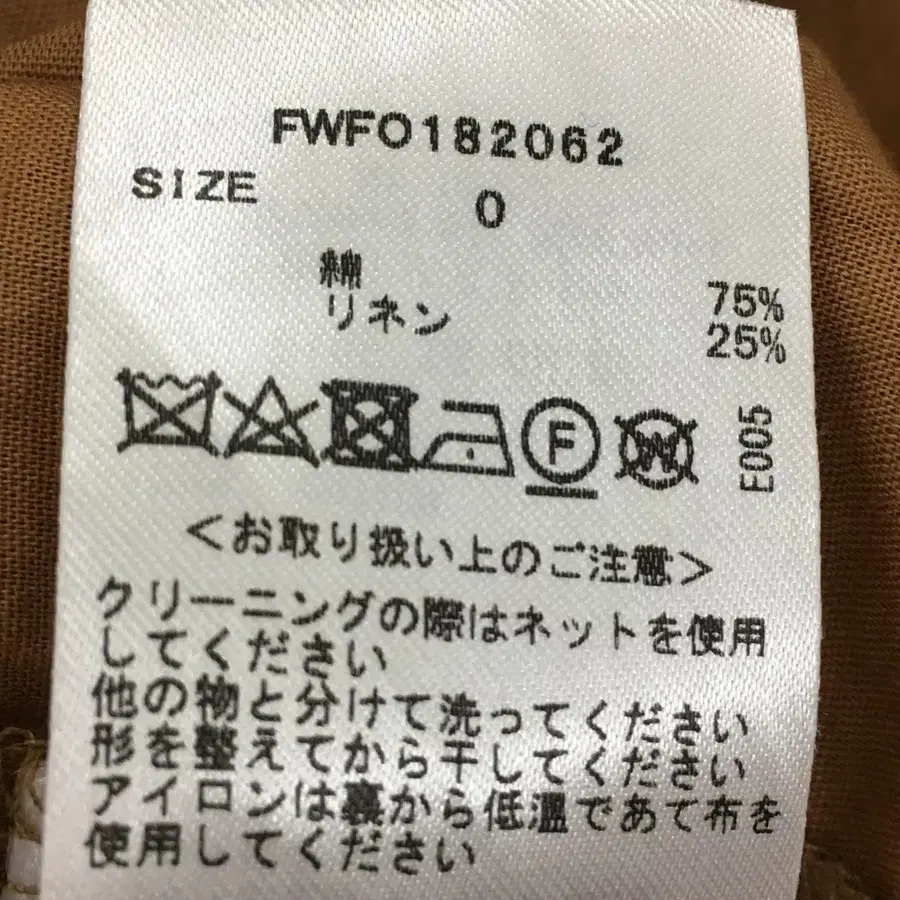 FWFO182062
SIZE 0
綿 75%
リネン 25%
F W
E005
<お取り扱い上のご注意>
クリーニングの際はネットを使用
してください
他の物と分けて洗ってください
形を整えてから干してください
アイロンは裏から低温であて布を
使用してください